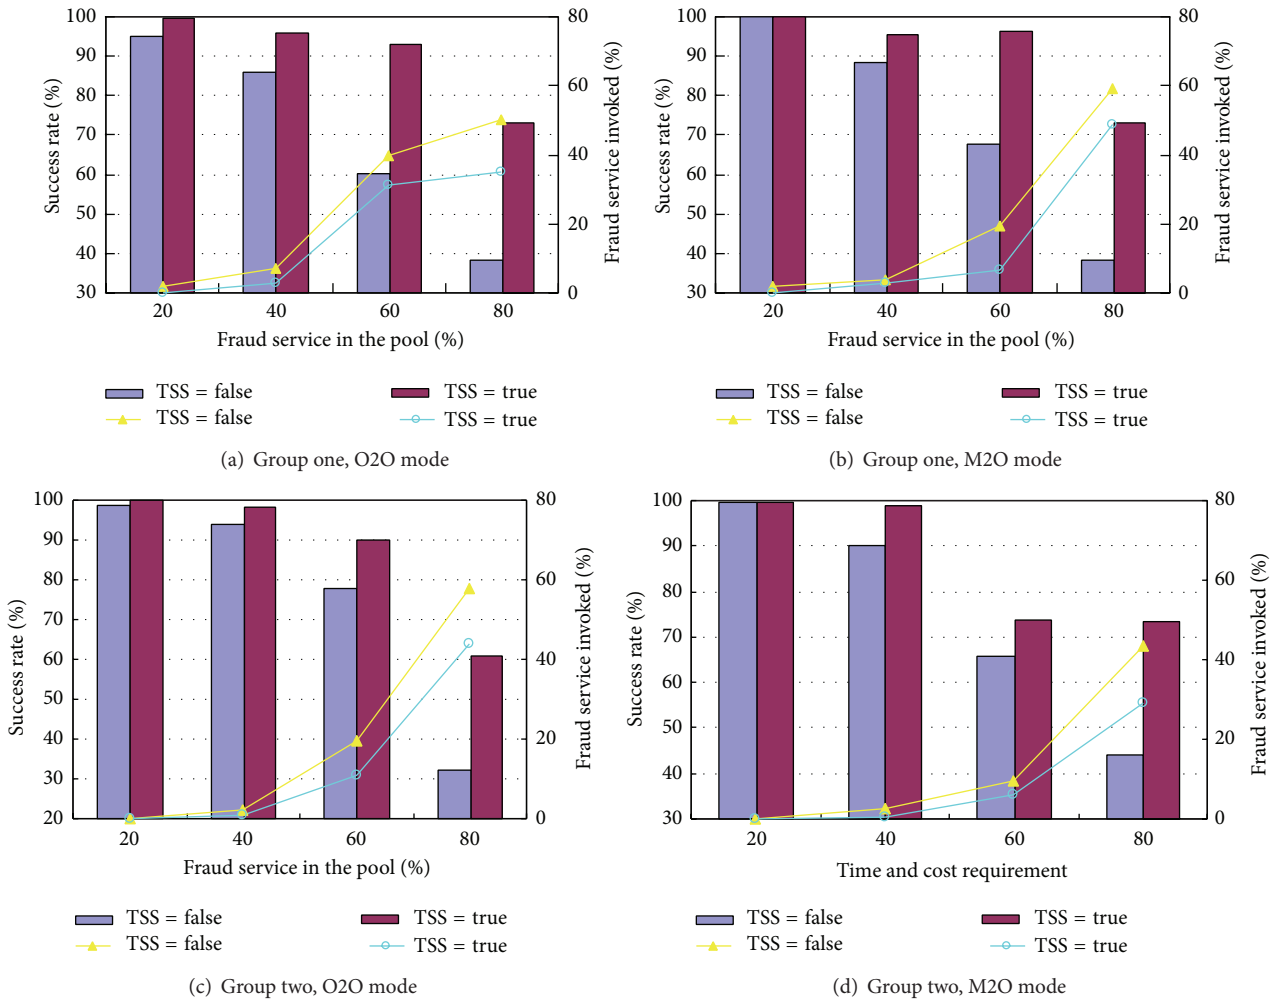 100
90
80
70
60
50
40
30
Success rate (%)
80
60
40
20
0
Fraud service invoked (%)
20 40 60 80
Fraud service in the pool (%)
TSS = false TSS = true
TSS = false TSS = true
(a) Group one, O2O mode
100
90
80
70
60
50
40
30
Success rate (%)
80
60
40
20
0
Fraud service invoked (%)
20 40 60 80
Fraud service in the pool (%)
TSS = false TSS = true
TSS = false TSS = true
(b) Group one, M2O mode
100
90
80
70
60
50
40
30
20
Success rate (%)
80
60
40
20
0
Fraud service invoked (%)
20 40 60 80
Fraud service in the pool (%)
TSS = false TSS = true
TSS = false TSS = true
(c) Group two, O2O mode
100
90
80
70
60
50
40
30
Success rate (%)
80
60
40
20
0
Fraud service invoked (%)
20 40 60 80
Time and cost requirement
TSS = false TSS = true
TSS = false TSS = true
(d) Group two, M2O mode